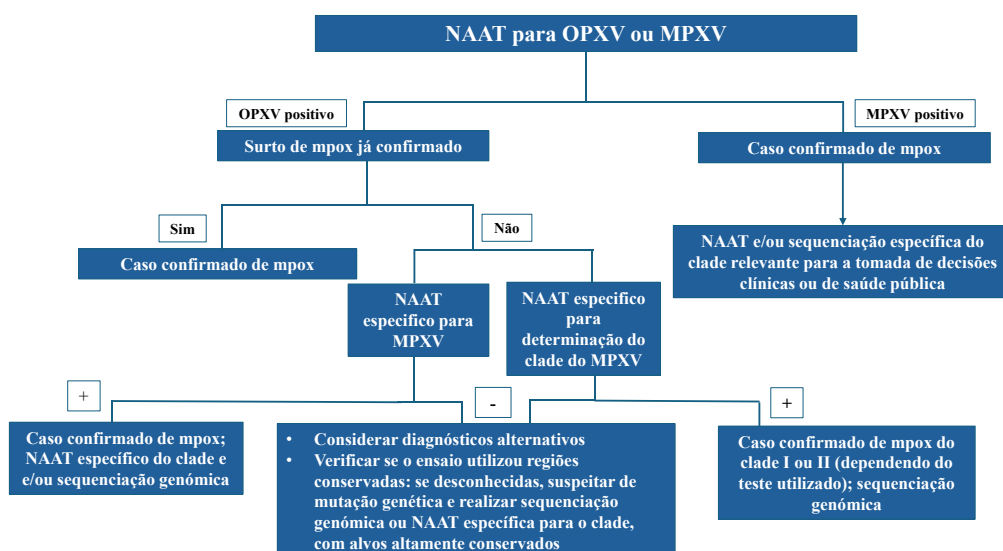 NAAT para OPXV ou MPXV
OPXV positivo
MPXV positivo
Surto de mpox já confirmado
Caso confirmado de mpox
Sim
Não
Caso confirmado de mpox
NAAT e/ou sequenciação específica do
clade relevante para a tomada de decisões
clínicas ou de saúde pública
NAAT
especifico para
MPXV
NAAT especifico
para
determinação do
clade do MPXV
+
-
+
Caso confirmado de mpox;
NAAT específico do clade e
e/ou sequenciação genómica
• Considerar diagnósticos alternativos
• Verificar se o ensaio utilizou regiões
conservadas: se desconhecidas, suspeitar de
mutação genética e realizar sequenciação
genómica ou NAAT específica para o clade,
com alvos altamente conservados
Caso confirmado de mpox do
clade I ou II (dependendo do
teste utilizado); sequenciação
genómica